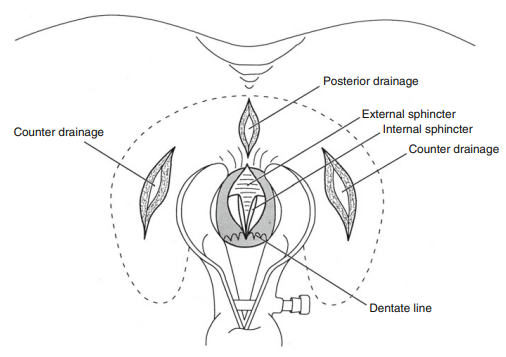 Posterior drainage
External sphincter
Internal sphincter
Counter drainage
Counter drainage
Dentate line